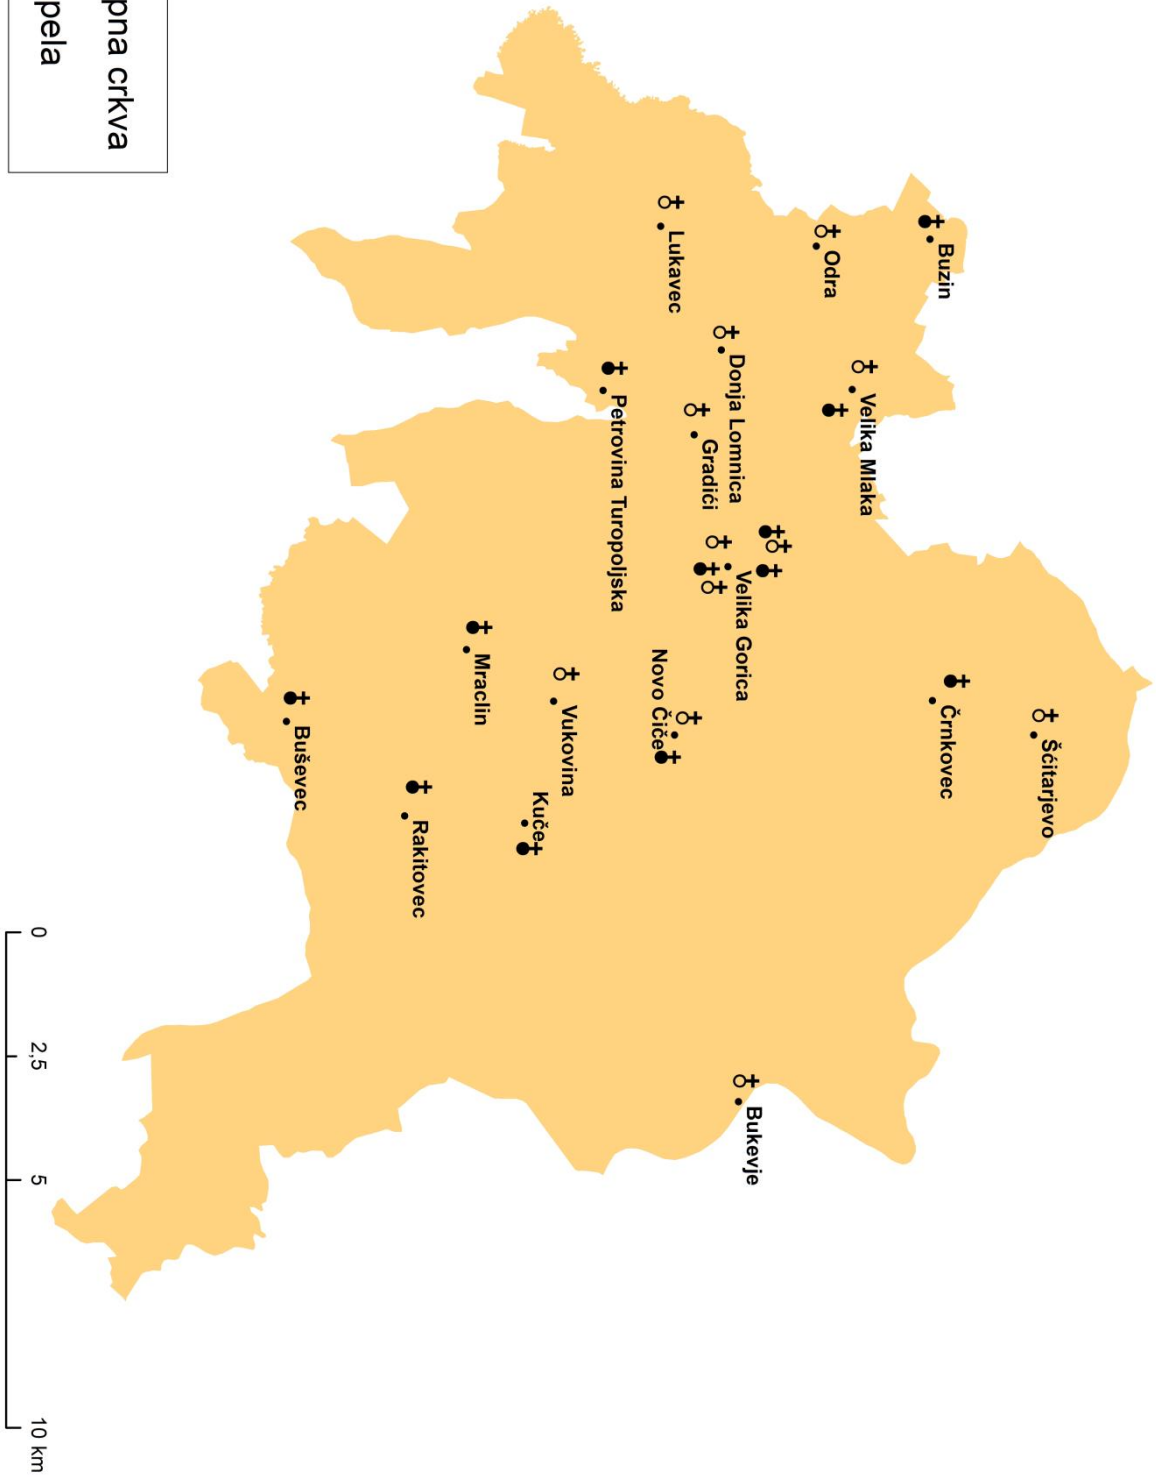 Šćitarjevo
Črnkovec
Buzin
Velika Mlaka
Odra
Donja Lomnica
Velika Gorica
Bukevje
Gradići
Lukavec
Novo Čiče
Petrovina Turopoljska
Vukovina
Kuče
Mraclin
Rakitovec
Buševec
pna crkva
pela
0 2,5 5 10 km